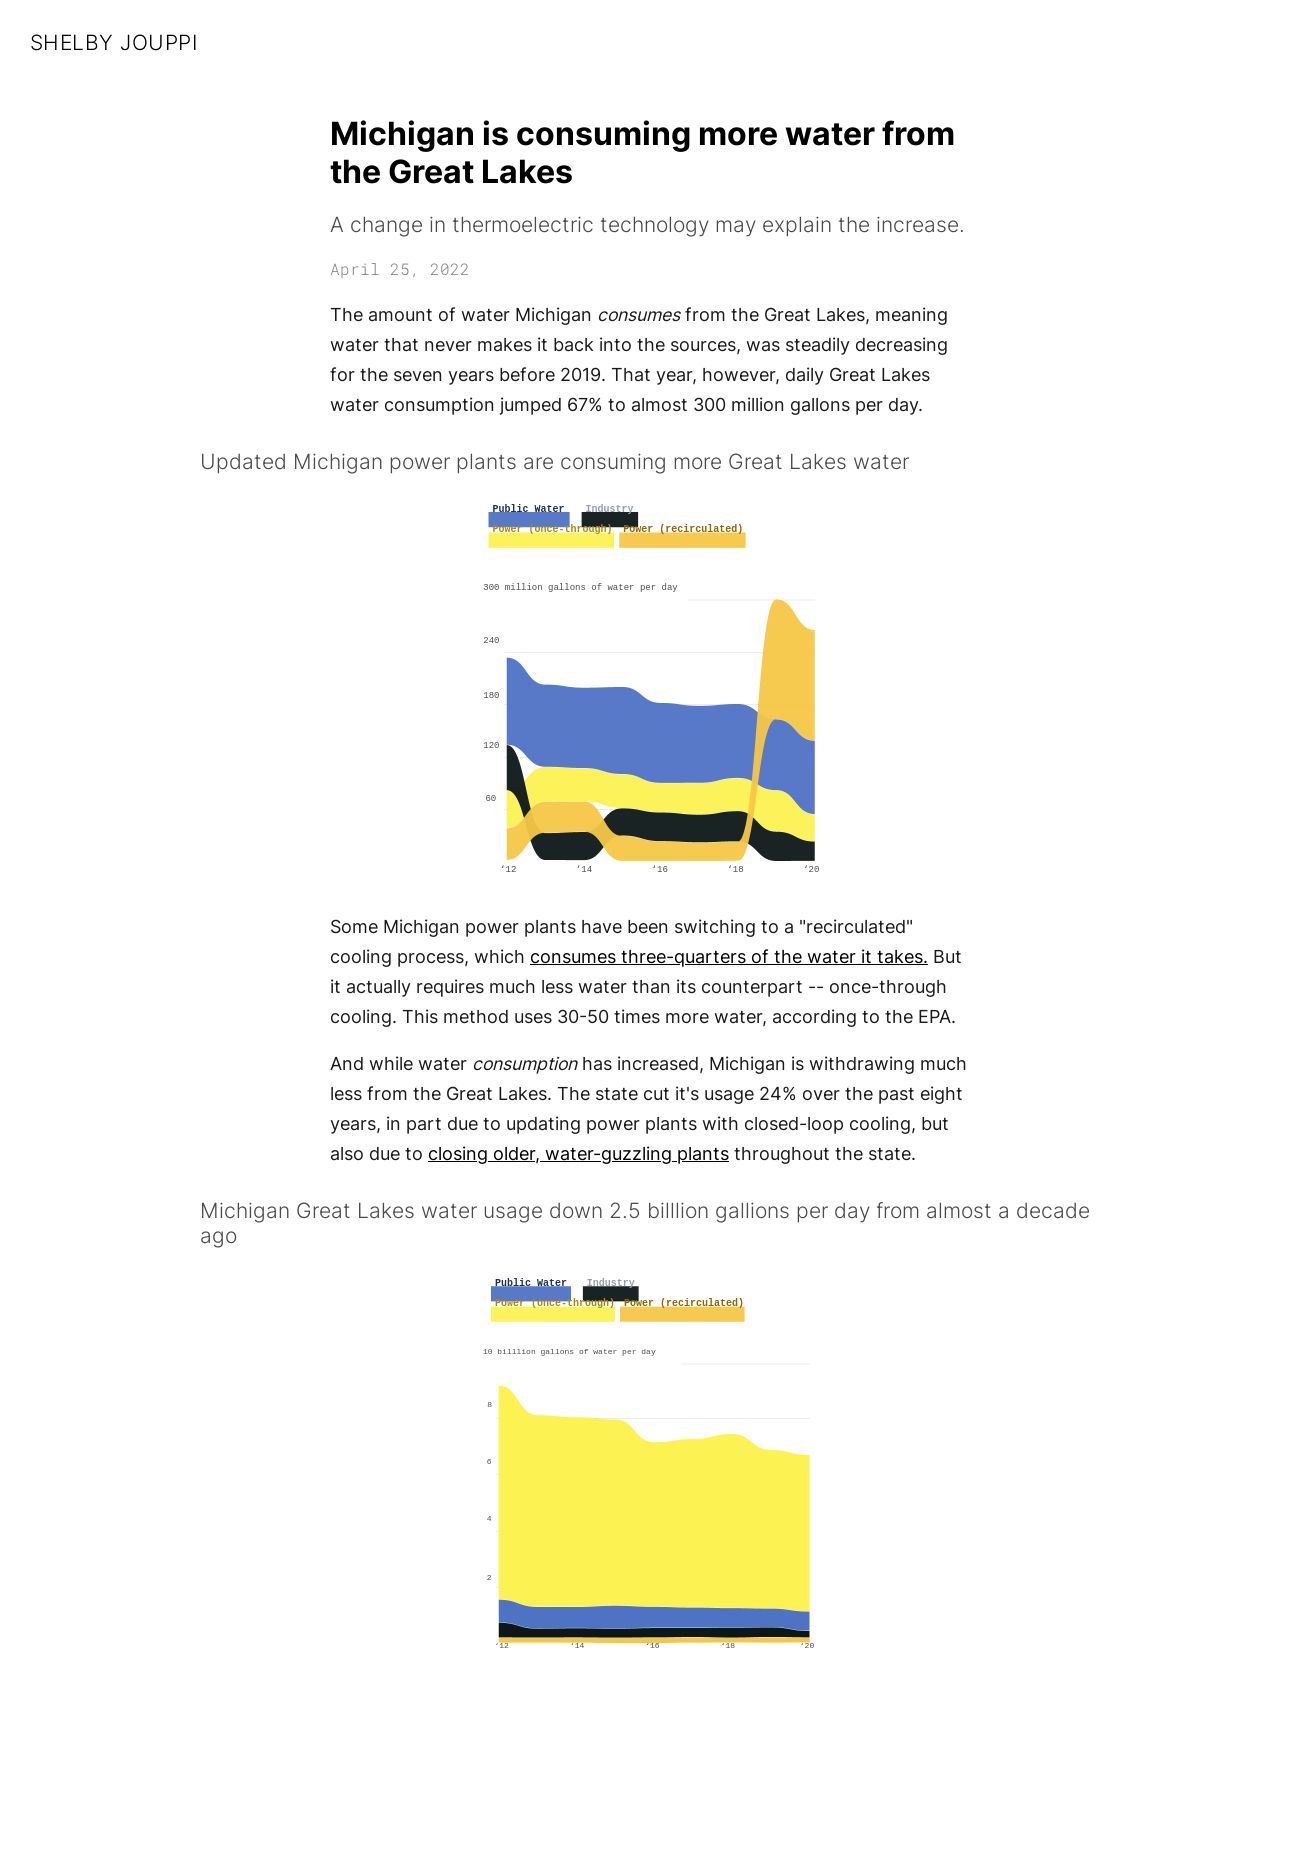 SHELBY JOUPPI
Michigan is consuming more water from
the Great Lakes
A change in thermoelectric technology may explain the increase.
April 25, 2022
The amount of water Michigan consumes from the Great Lakes, meaning
water that never makes it back into the sources, was steadily decreasing
for the seven years before 2019. That year, however, daily Great Lakes
water consumption jumped 67% to almost 300 million gallons per day.
Updated Michigan power plants are consuming more Great Lakes water
Public Water Industry
Power (once-through) Power (recirculated)
300 million gallons of water per day
240
180
120
60
‘12 ‘14 ‘16 ‘18 ‘20
Some Michigan power plants have been switching to a "recirculated"
cooling process, which consumes three-quarters of the water it takes. But
it actually requires much less water than its counterpart -- once-through
cooling. This method uses 30-50 times more water, according to the EPA.
And while water consumption has increased, Michigan is withdrawing much
less from the Great Lakes. The state cut it's usage 24% over the past eight
years, in part due to updating power plants with closed-loop cooling, but
also due to closing older, water-guzzling plants throughout the state.
Michigan Great Lakes water usage down 2.5 billlion gallions per day from almost a decade
ago
Public Water Industry
Power (once-through) Power (recirculated)
10 billlion gallons of water per day
8
6
4
2
‘12 ‘14 ‘16 ‘18 ‘20